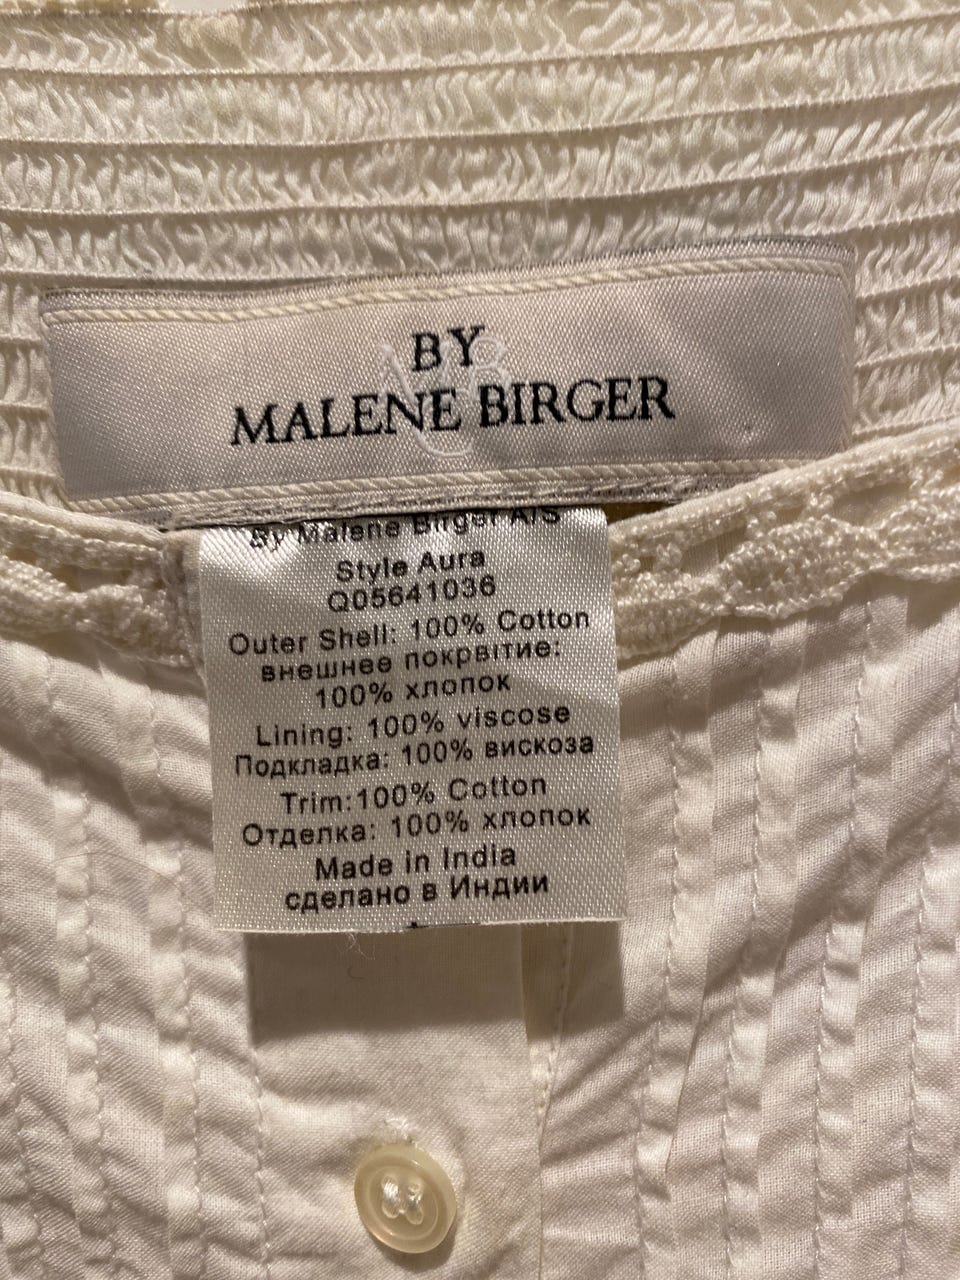 BY
MALENE BIRGER
By Malene Birger A/S
Style Aura
Q05641036
Outer Shell: 100% Cotton
внешнее покрвітие:
100% хлопок
Lining: 100% viscose
Подкладка: 100% вискоза
Trim:100% Cotton
Отделка: 100% хлопок
Made in India
сделано в Индии